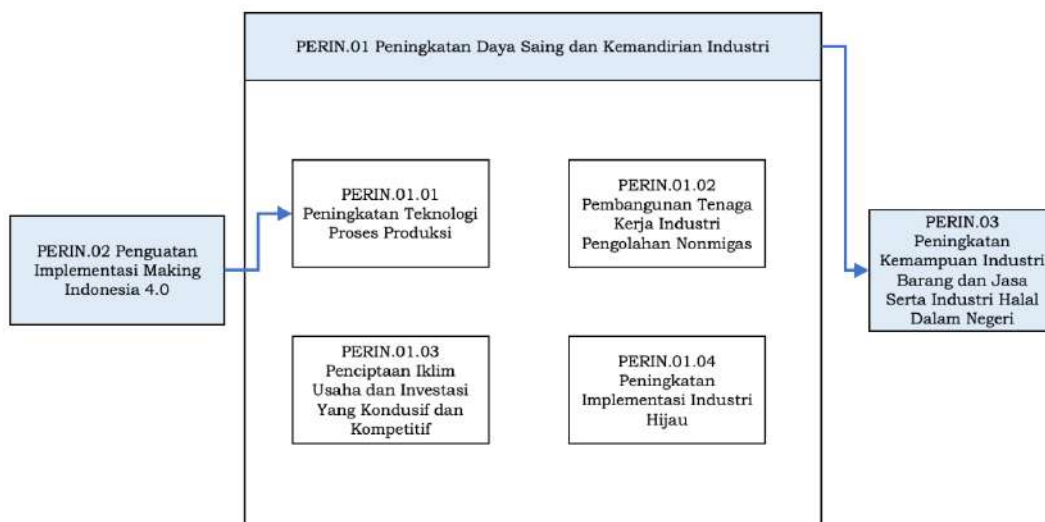 PERIN.01 Peningkatan Daya Saing dan Kemandirian Industri
PERIN.01.01
Peningkatan Teknologi
Proses Produksi
PERIN.01.02
Pembangunan Tenaga
Kerja Industri
Pengolahan Nonmigas
PERIN.02 Penguatan
Implementasi Making
Indonesia 4.0
PERIN.03
Peningkatan
Kemampuan Industri
Barang dan Jasa
Serta Industri Halal
Dalam Negeri
PERIN.01.03
Penciptaan Iklim
Usaha dan Investasi
Yang Kondusif dan
Kompetitif
PERIN.01.04
Peningkatan
Implementasi Industri
Hijau